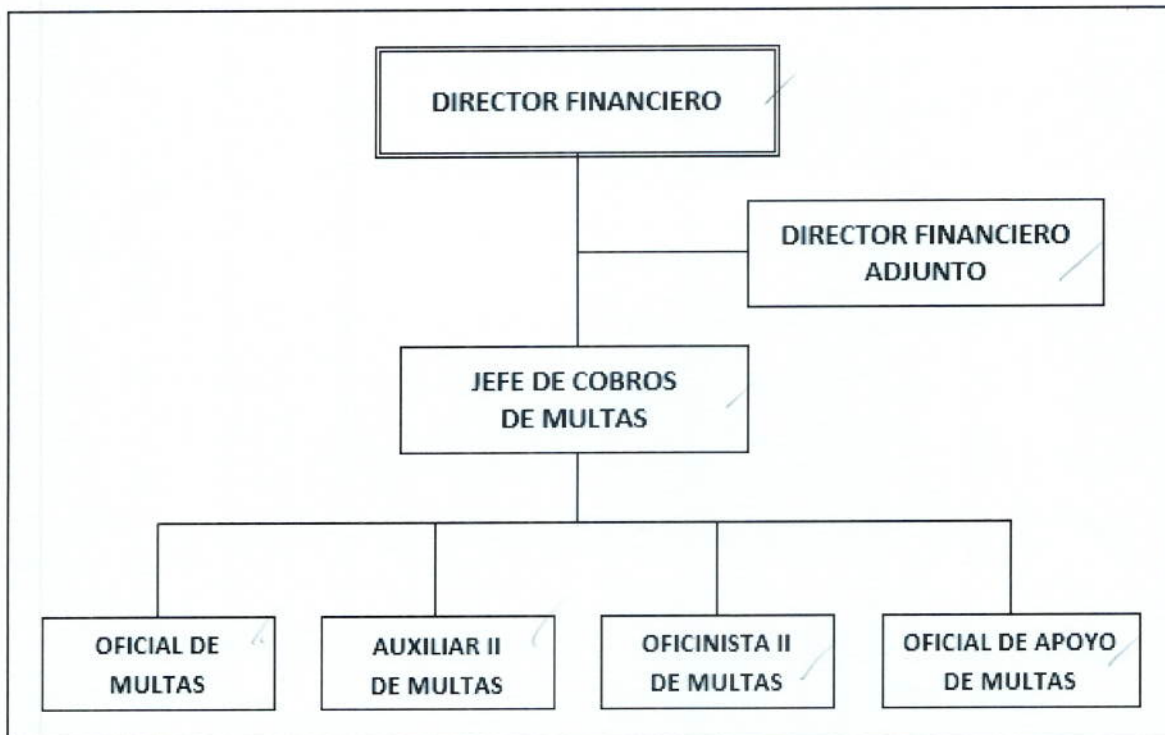 DIRECTOR FINANCIERO
DIRECTOR FINANCIERO
ADJUNTO
JEFE DE COBROS
DE MULTAS
OFICIAL DE
MULTAS
AUXILIAR II
DE MULTAS
OFICINISTA II
DE MULTAS
OFICIAL DE APOYO
DE MULTAS